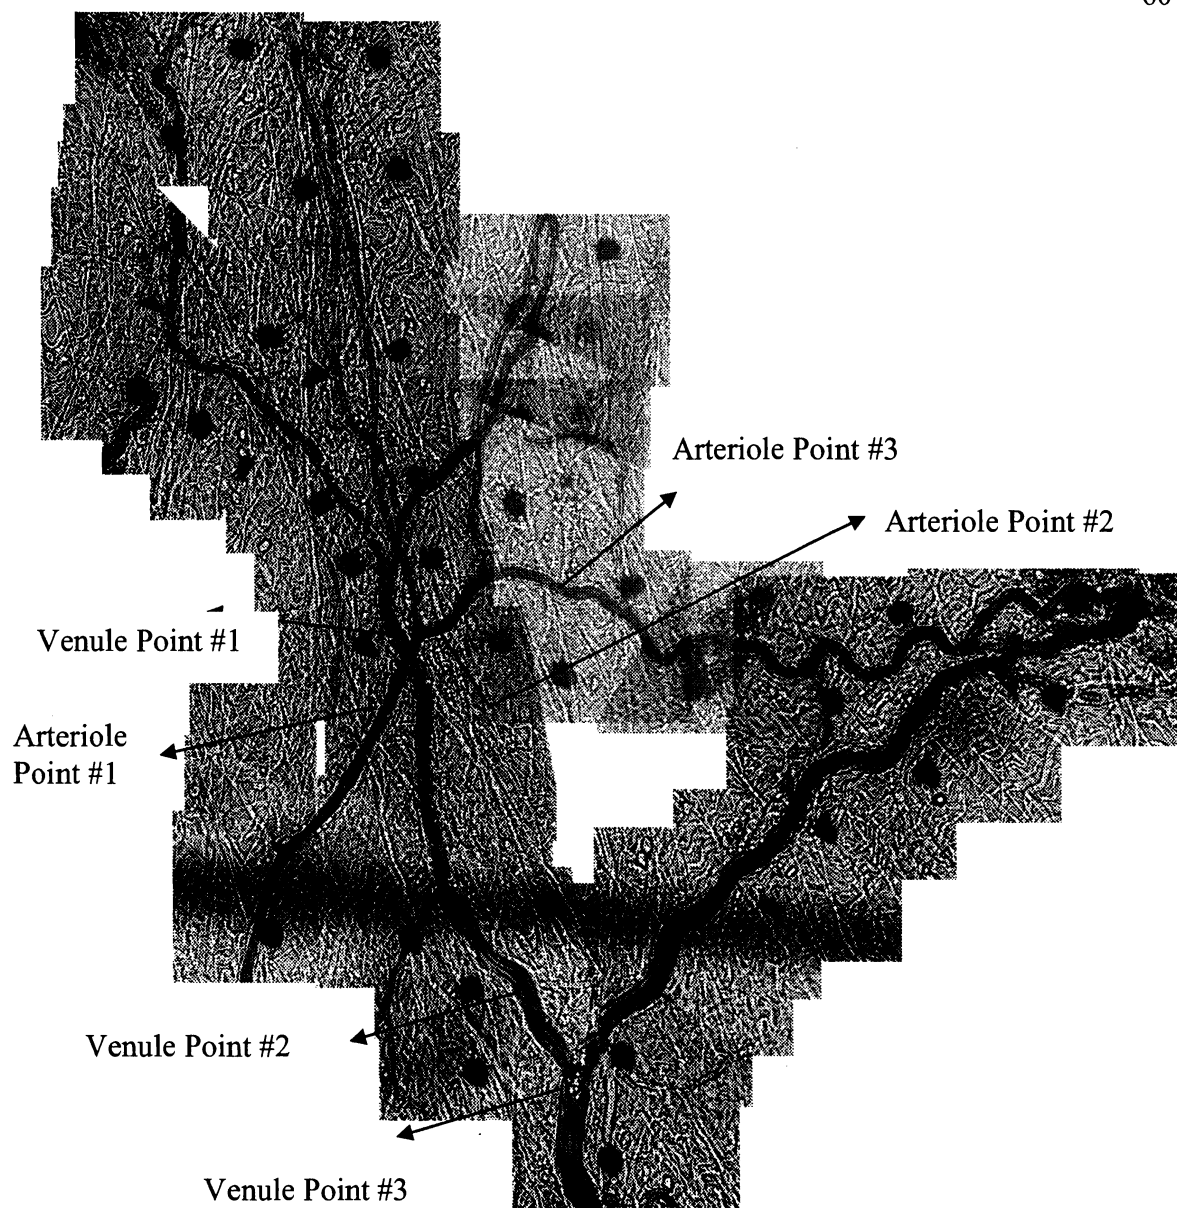 Arteriole Point #3
Arteriole Point #2
Venule Point #1
Arteriole
Point #1
Venule Point #2
Venule Point #3